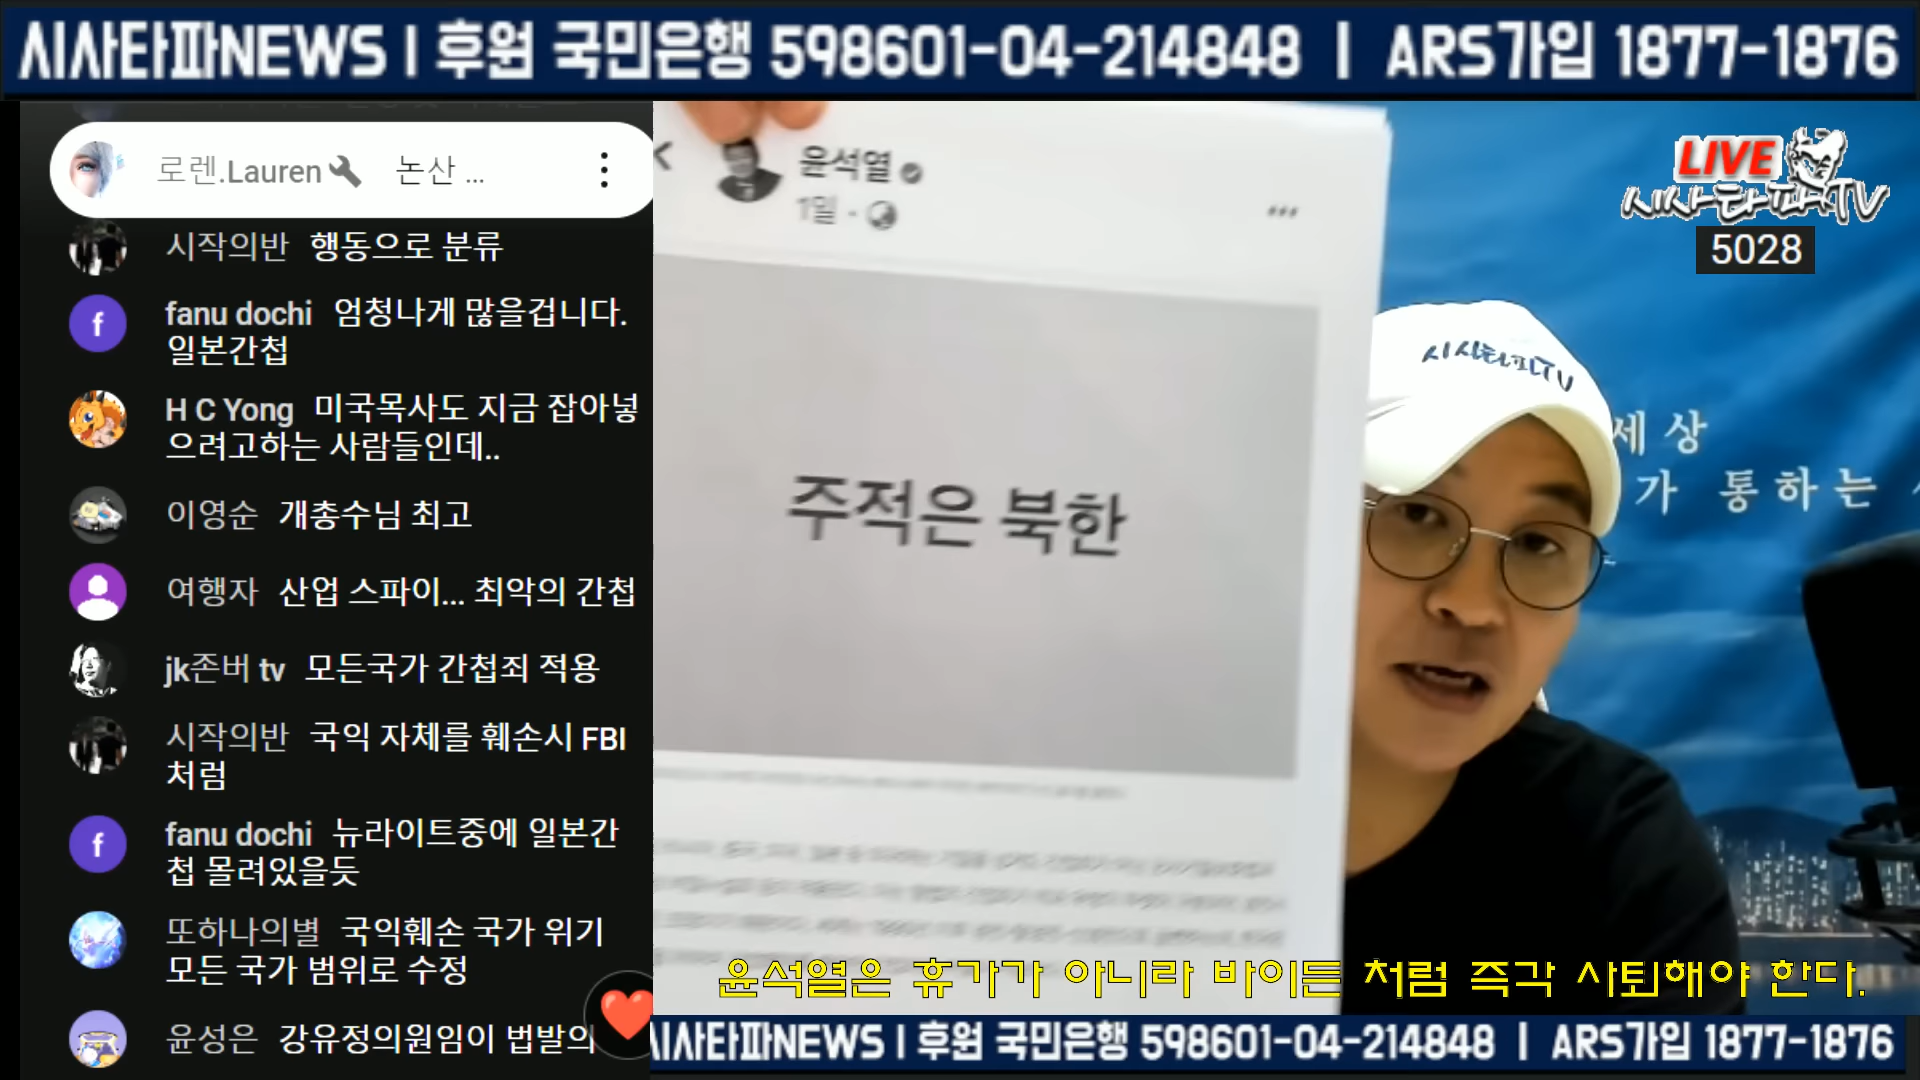 시사타파NEWS | 후원 국민은행 598601-04-214848 | ARS가입 1877-1876
로렌.Lauren 논산 ...
시작의반 행동으로 분류
fanu dochi 엄청나게 많을겁니다.
일본간첩
H C Yong 미국목사도 지금 잡아넣
으려고하는 사람들인데..
이영순 개총수님 최고
여행자 산업 스파이... 최악의 간첩
jk존버 tv 모든국가 간첩죄 적용
시작의반 국익 자체를 훼손시 FBI
처럼
fanu dochi 뉴라이트중에 일본간
첩 몰려있을듯
또하나의별 국익훼손 국가 위기
모든 국가 범위로 수정
윤성은 강유정의원임이 법발의
윤석열
1일
주적은 북한
LIVE
시사타파TV
5028
시사타파TV
세상
가 통하는
윤석열은 휴가가 아니라 바이든 처럼 즉각 사퇴해야 한다.
시사타파NEWS | 후원 국민은행 598601-04-214848 | ARS가입 1877-1876